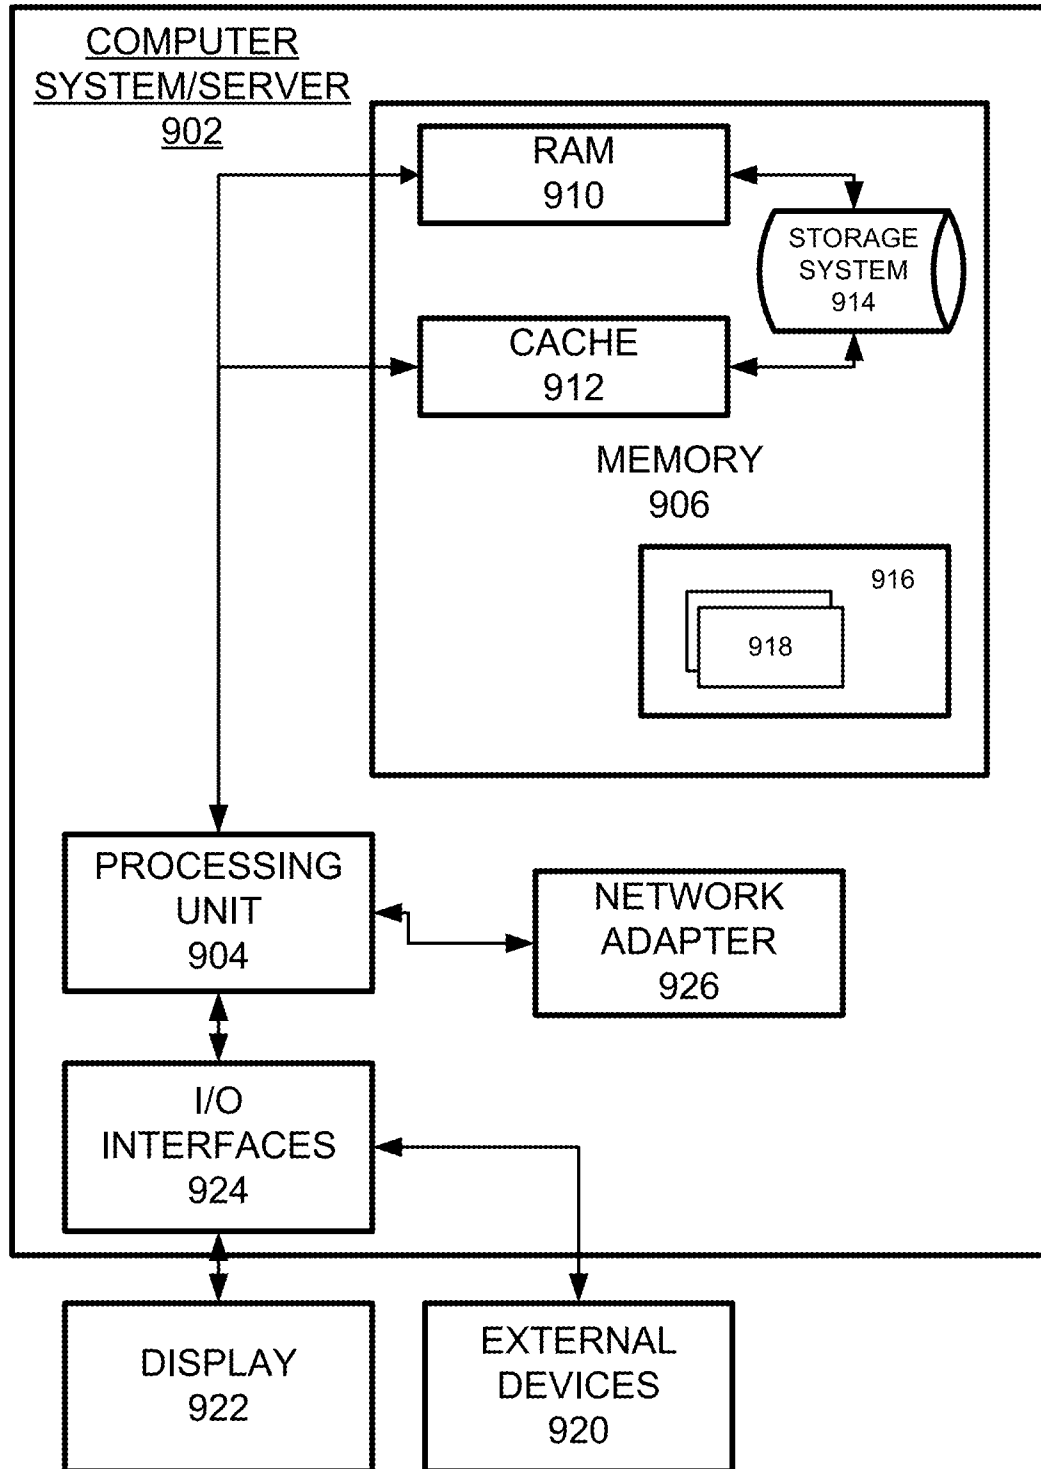 COMPUTER
SYSTEM/SERVER
902
RAM
910
STORAGE
SYSTEM
914
CACHE
912
MEMORY
906
916
918
PROCESSING
UNIT
904
NETWORK
ADAPTER
926
I/O
INTERFACES
924
DISPLAY
922
EXTERNAL
DEVICES
920